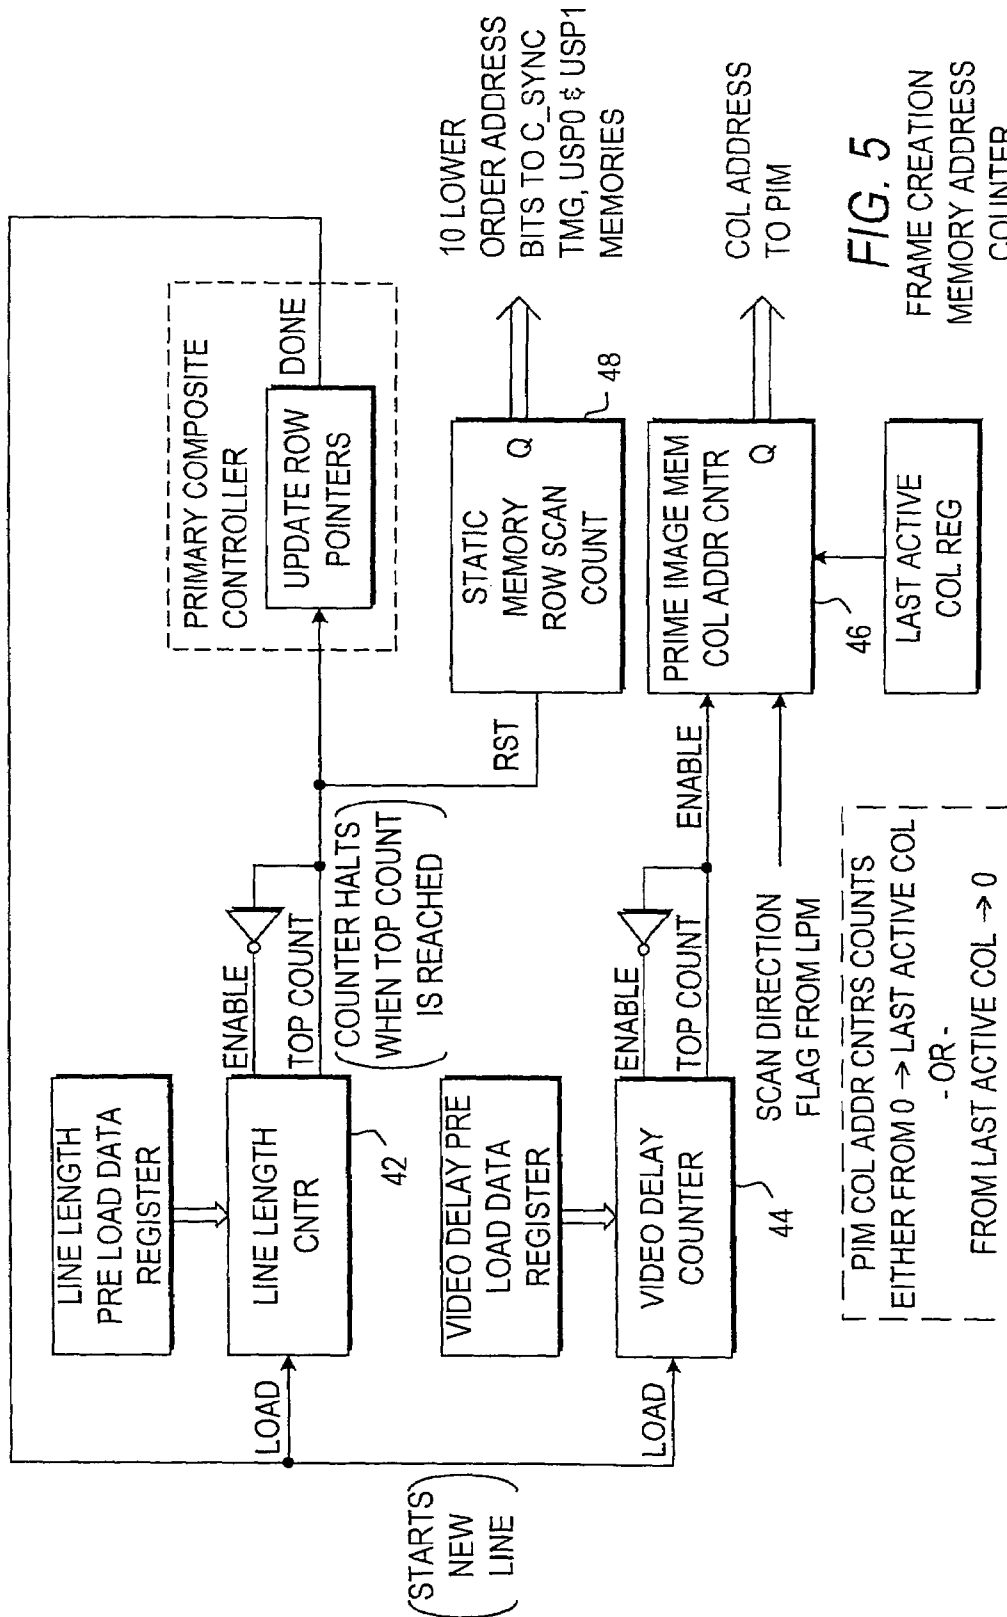 PRIMARY COMPOSITE
CONTROLLER
UPDATE ROW
POINTERS
DONE
LINE LENGTH
PRE LOAD DATA
REGISTER
LOAD
LINE LENGTH
CNTR
42
ENABLE
TOP COUNT
(COUNTER HALTS
WHEN TOP COUNT
IS REACHED)
RST
STATIC
MEMORY
ROW SCAN
COUNT
Q
48
10 LOWER
ORDER ADDRESS
BITS TO C_SYNC
TMG, USP0 & USP1
MEMORIES
(STARTS
NEW
LINE)
VIDEO DELAY PRE
LOAD DATA
REGISTER
LOAD
VIDEO DELAY
COUNTER
44
ENABLE
TOP COUNT
ENABLE
SCAN DIRECTION
FLAG FROM LPM
PRIME IMAGE MEM
COL ADDR CNTR
Q
46
COL ADDRESS
TO PIM
LAST ACTIVE
COL REG
PIM COL ADDR CNTRS COUNTS
EITHER FROM 0 → LAST ACTIVE COL
- OR -
FROM LAST ACTIVE COL → 0
FIG. 5
FRAME CREATION
MEMORY ADDRESS
COUNTER